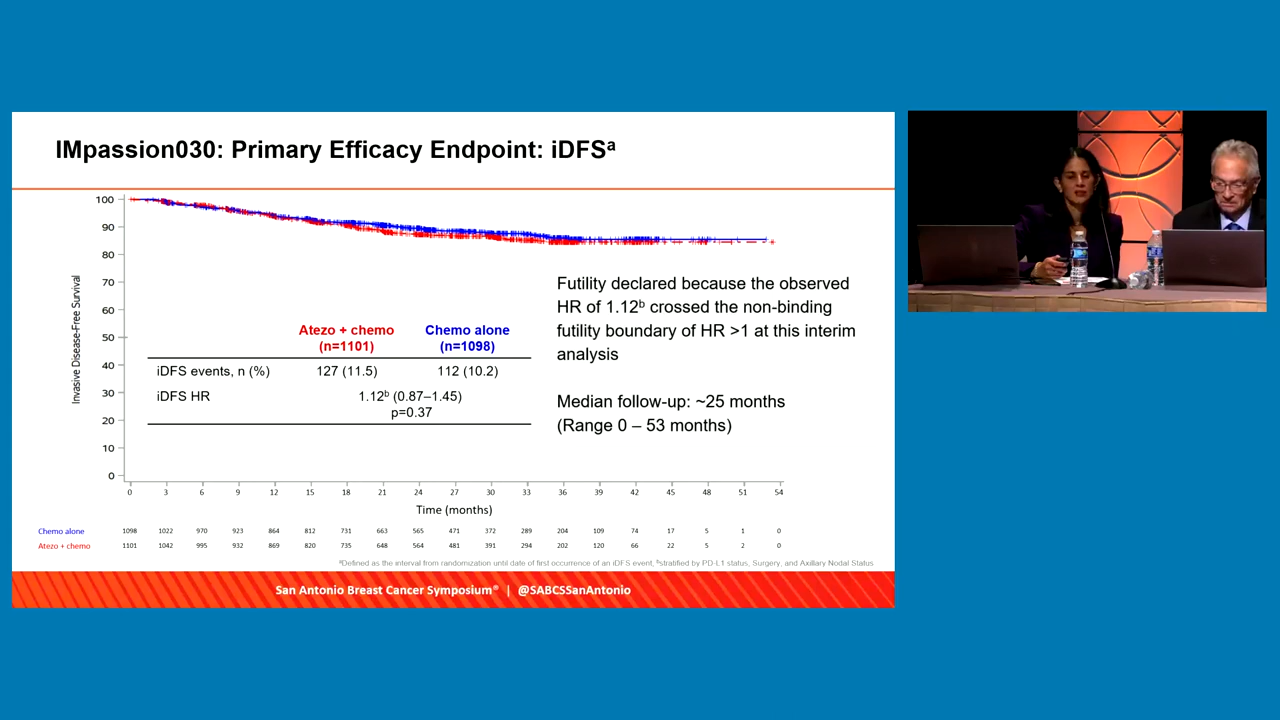 IMpassion030: Primary Efficacy Endpoint: iDFSᵃ
100
90
80
70
60
50
40
30
20
10
0
Invasive Disease-Free Survival
Futility declared because the observed
HR of 1.12ᵇ crossed the non-binding
futility boundary of HR >1 at this interim
analysis
Median follow-up: ~25 months
(Range 0 – 53 months)
Atezo + chemo Chemo alone
(n=1101) (n=1098)
iDFS events, n (%) 127 (11.5) 112 (10.2)
iDFS HR 1.12ᵇ (0.87–1.45)
p=0.37
0 3 6 9 12 15 18 21 24 27 30 33 36 39 42 45 48 51 54
Time (months)
Chemo alone 1098 1022 970 923 864 812 731 663 565 471 372 289 204 109 74 17 5 1 0
Atezo + chemo 1101 1042 995 932 869 820 735 648 564 481 391 294 202 120 66 22 5 2 0
ᵃDefined as the interval from randomization until date of first occurrence of an iDFS event, ᵇstratified by PD-L1 status, Surgery, and Axillary Nodal Status
San Antonio Breast Cancer Symposium® | @SABCSSanAntonio